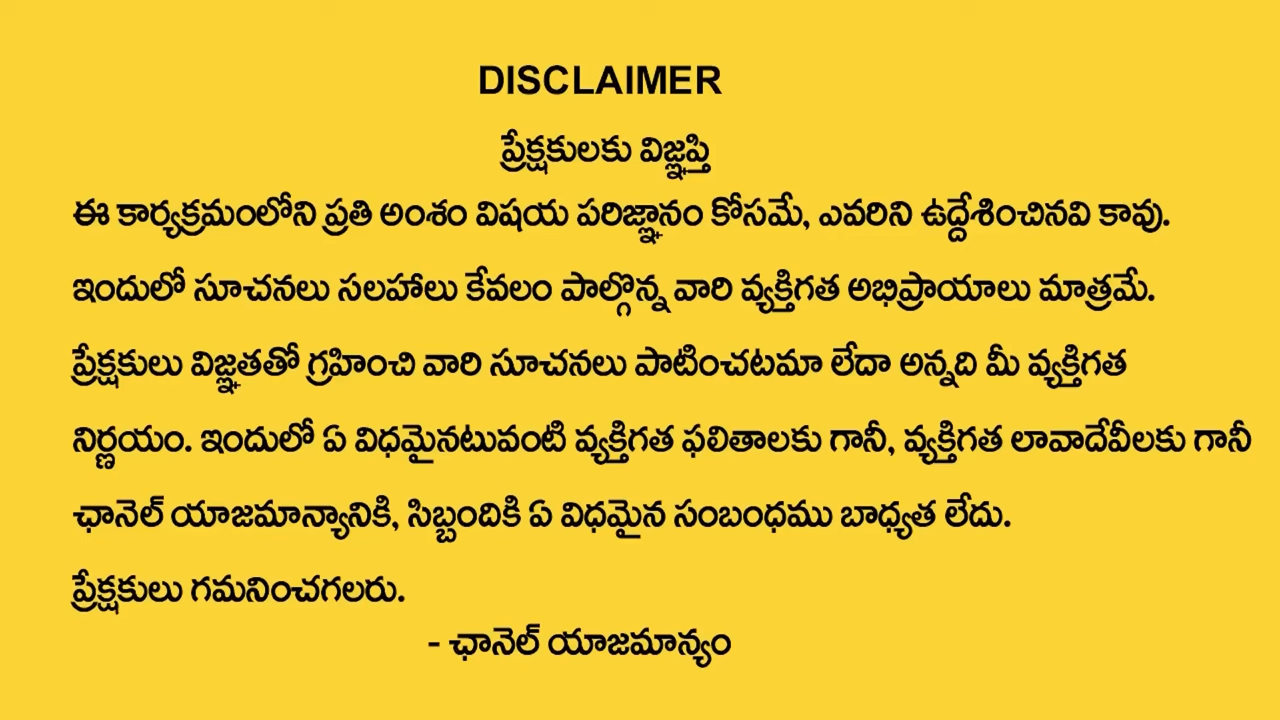 DISCLAIMER
ప్రేక్షకులకు విజ్ఞప్తి
ఈ కార్యక్రమంలోని ప్రతి అంశం విషయ పరిజ్ఞానం కోసమే, ఎవరిని ఉద్దేశించినవి కావు.
ఇందులో సూచనలు సలహాలు కేవలం పాల్గొన్న వారి వ్యక్తిగత అభిప్రాయాలు మాత్రమే.
ప్రేక్షకులు విజ్ఞతతో గ్రహించి వారి సూచనలు పాటించటమా లేదా అన్నది మీ వ్యక్తిగత
నిర్ణయం. ఇందులో ఏ విధమైనటువంటి వ్యక్తిగత ఫలితాలకు గానీ, వ్యక్తిగత లావాదేవీలకు గానీ
ఛానెల్ యాజమాన్యానికి, సిబ్బందికి ఏ విధమైన సంబంధము బాధ్యత లేదు.
ప్రేక్షకులు గమనించగలరు.
- ఛానెల్ యాజమాన్యం